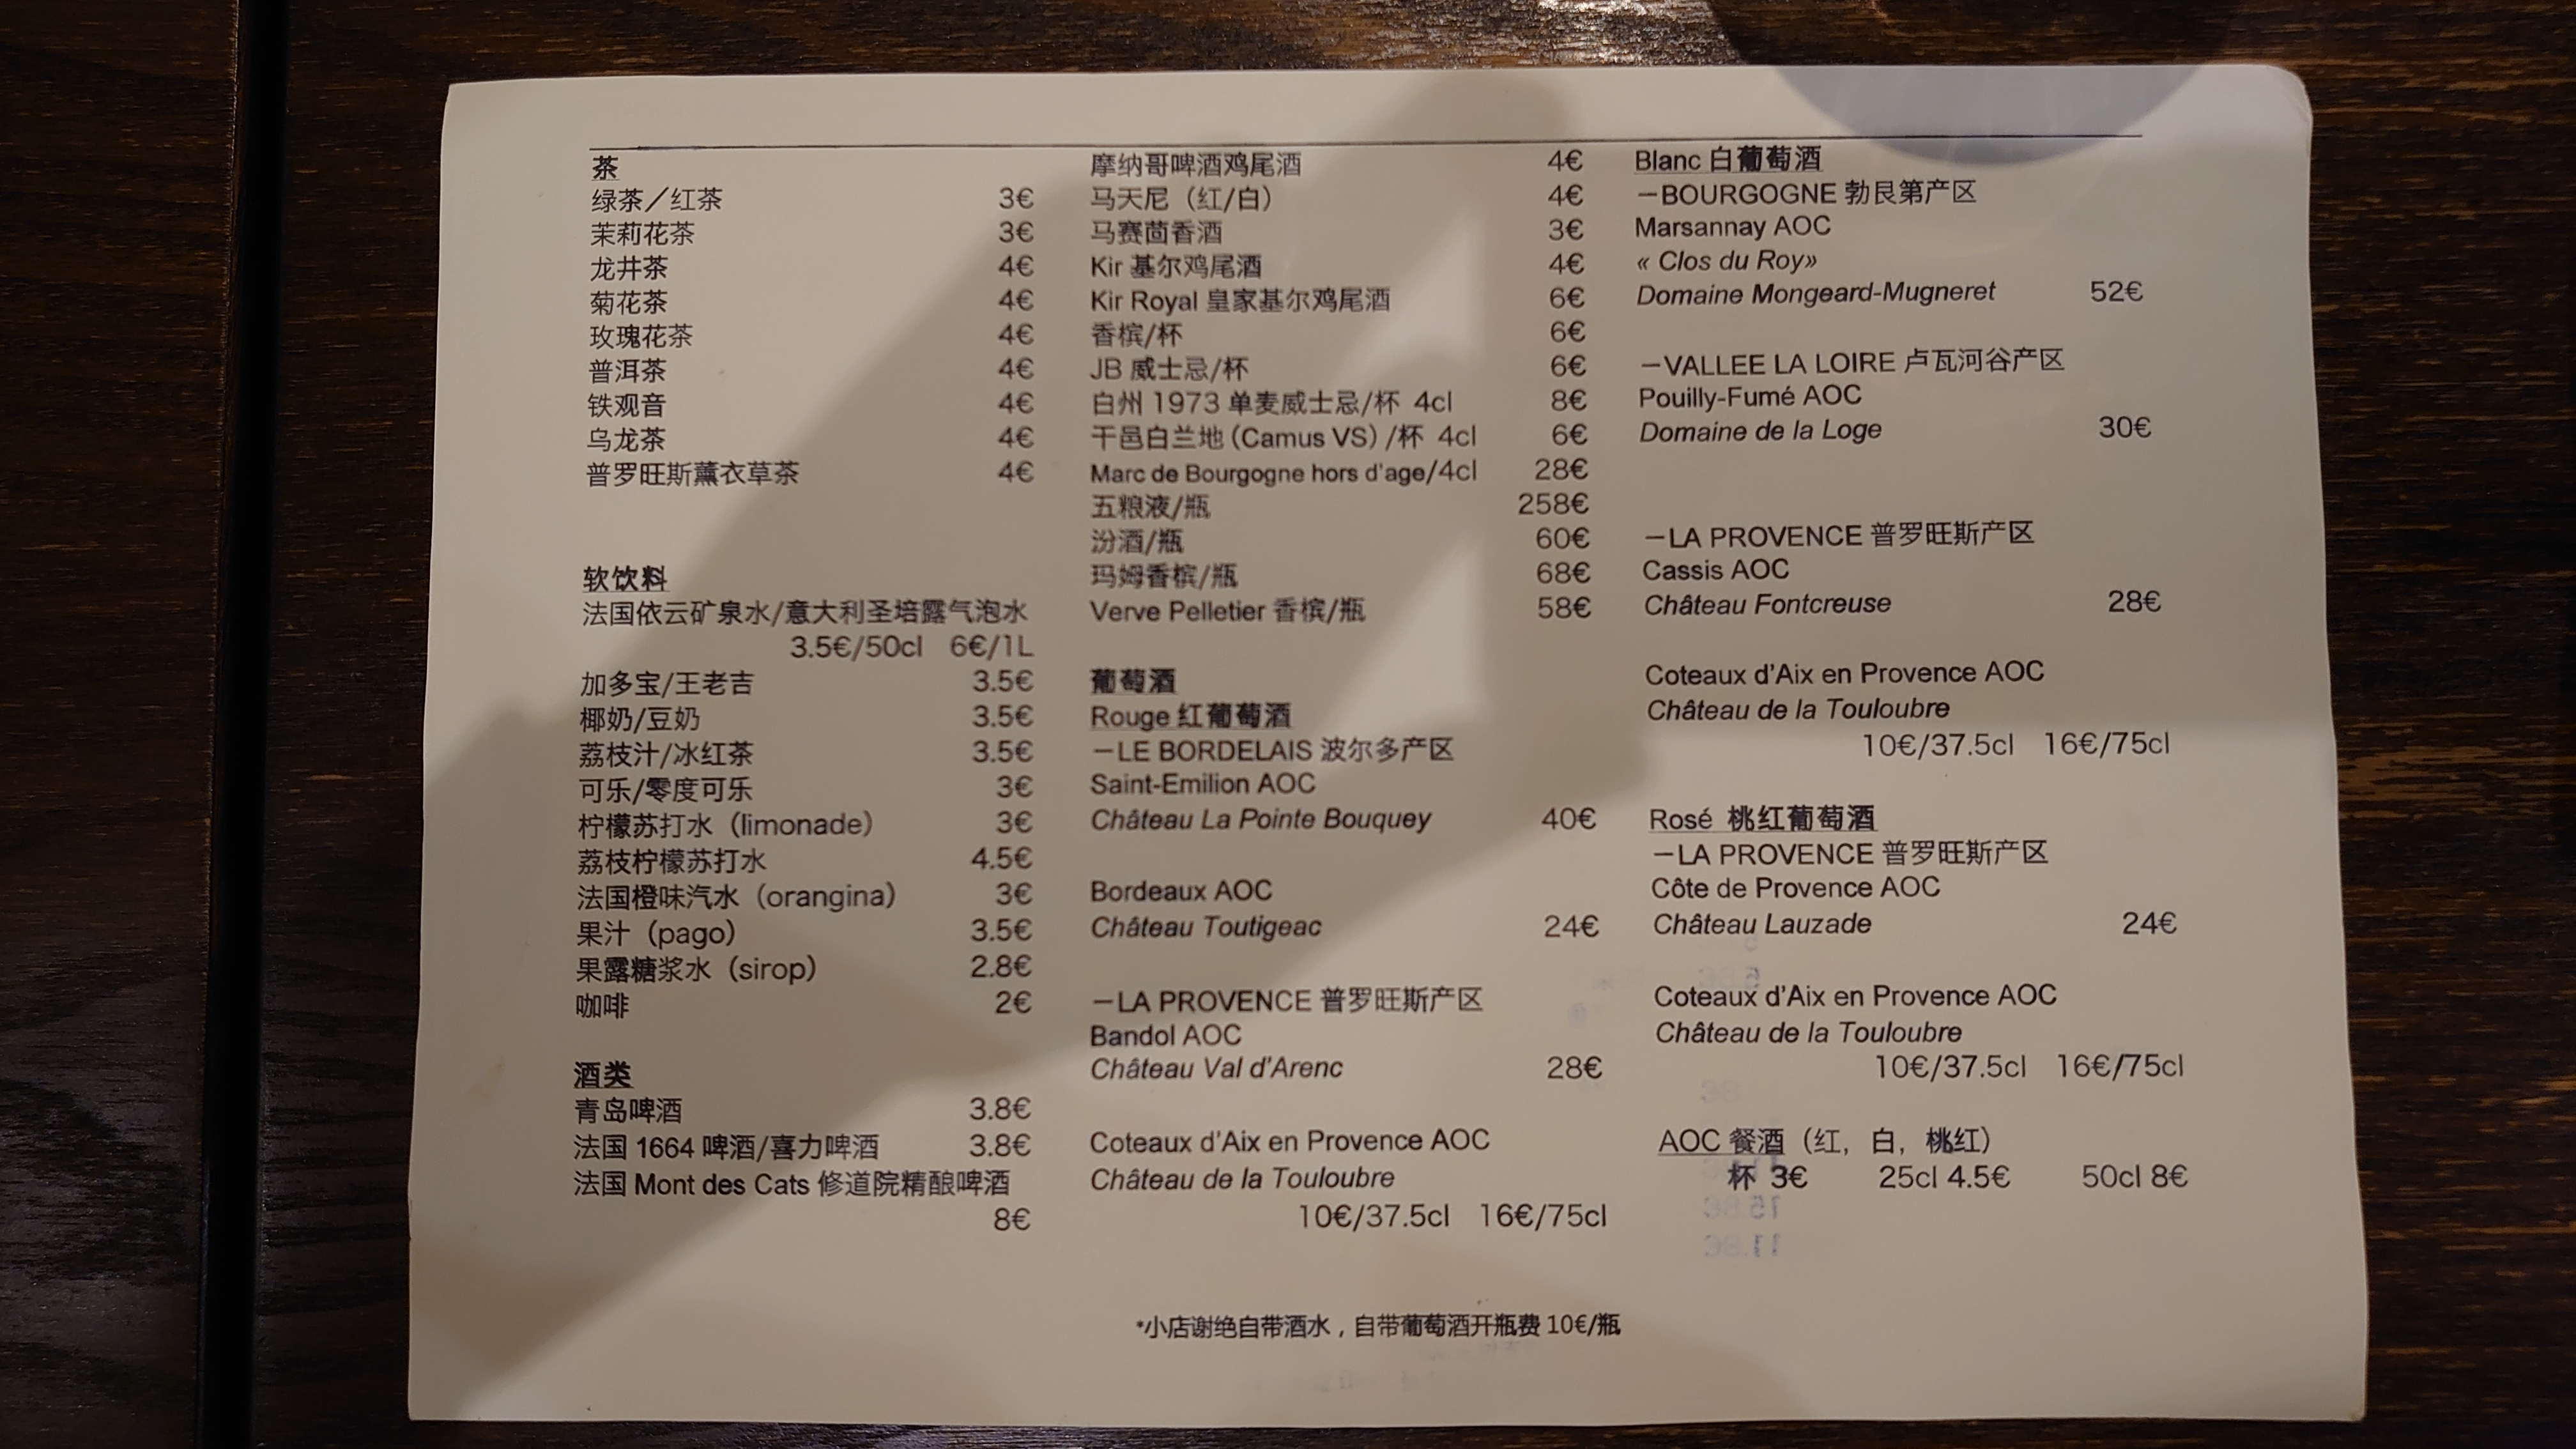 茶
绿茶／红茶 3€
茉莉花茶 3€
龙井茶 4€
菊花茶 4€
玫瑰花茶 4€
普洱茶 4€
铁观音 4€
乌龙茶 4€
普罗旺斯薰衣草茶 4€
软饮料
法国依云矿泉水/意大利圣培露气泡水
3.5€/50cl 6€/1L
加多宝/王老吉 3.5€
椰奶/豆奶 3.5€
荔枝汁/冰红茶 3.5€
可乐/零度可乐 3€
柠檬苏打水（limonade） 3€
荔枝柠檬苏打水 4.5€
法国橙味汽水（orangina） 3€
果汁（pago） 3.5€
果露糖浆水（sirop） 2.8€
咖啡 2€
酒类
青岛啤酒 3.8€
法国 1664 啤酒/喜力啤酒 3.8€
法国 Mont des Cats 修道院精酿啤酒
8€
摩纳哥啤酒鸡尾酒 4€
马天尼（红/白） 4€
马赛茴香酒 3€
Kir 基尔鸡尾酒 4€
Kir Royal 皇家基尔鸡尾酒 6€
香槟/杯 6€
JB 威士忌/杯 6€
白州 1973 单麦威士忌/杯 4cl 8€
干邑白兰地（Camus VS）/杯 4cl 6€
Marc de Bourgogne hors d'age/4cl 28€
五粮液/瓶 258€
汾酒/瓶 60€
玛姆香槟/瓶 68€
Verve Pelletier 香槟/瓶 58€
葡萄酒
Rouge 红葡萄酒
－LE BORDELAIS 波尔多产区
Saint-Emilion AOC
Château La Pointe Bouquey 40€
Bordeaux AOC
Château Toutigeac 24€
－LA PROVENCE 普罗旺斯产区
Bandol AOC
Château Val d'Arenc 28€
Coteaux d'Aix en Provence AOC
Château de la Touloubre
10€/37.5cl 16€/75cl
Blanc 白葡萄酒
－BOURGOGNE 勃艮第产区
Marsannay AOC
« Clos du Roy»
Domaine Mongeard-Mugneret 52€
－VALLEE LA LOIRE 卢瓦河谷产区
Pouilly-Fumé AOC
Domaine de la Loge 30€
－LA PROVENCE 普罗旺斯产区
Cassis AOC
Château Fontcreuse 28€
Coteaux d'Aix en Provence AOC
Château de la Touloubre
10€/37.5cl 16€/75cl
Rosé 桃红葡萄酒
－LA PROVENCE 普罗旺斯产区
Côte de Provence AOC
Château Lauzade 24€
Coteaux d'Aix en Provence AOC
Château de la Touloubre
10€/37.5cl 16€/75cl
AOC 餐酒（红，白，桃红）
杯 3€ 25cl 4.5€ 50cl 8€
*小店谢绝自带酒水，自带葡萄酒开瓶费 10€/瓶